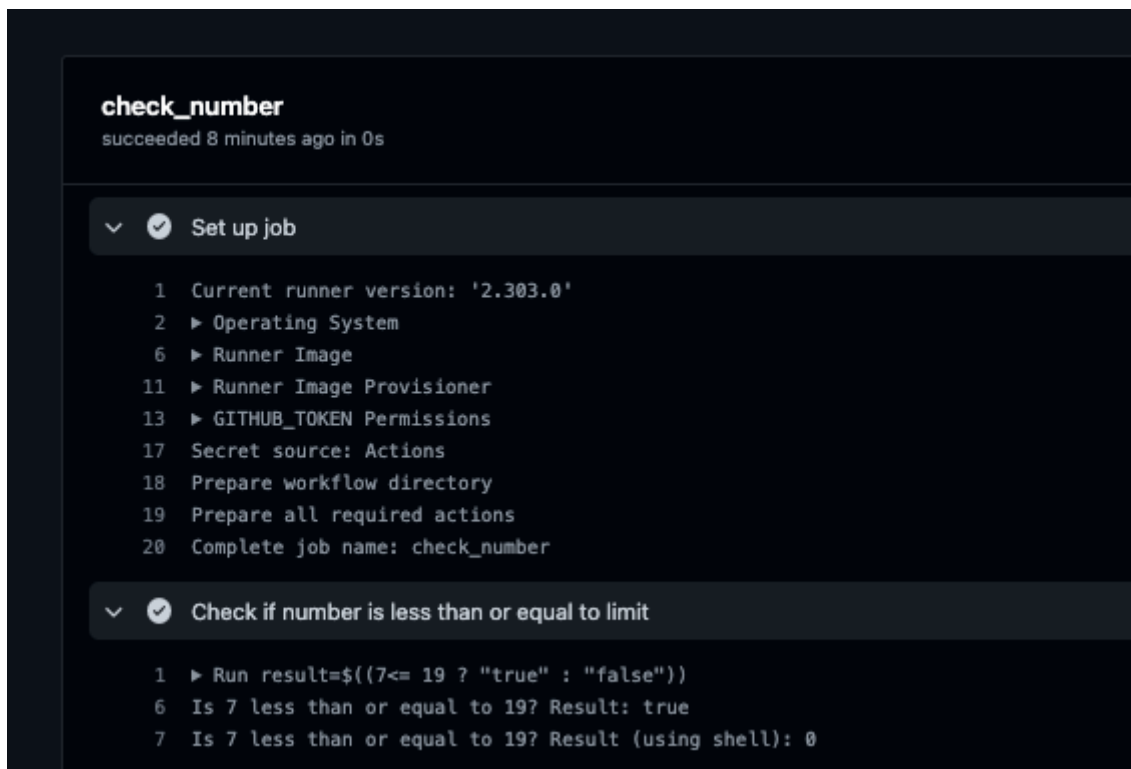 check_number
succeeded 8 minutes ago in 0s
Set up job
1 Current runner version: '2.303.0'
2 ▶ Operating System
6 ▶ Runner Image
11 ▶ Runner Image Provisioner
13 ▶ GITHUB_TOKEN Permissions
17 Secret source: Actions
18 Prepare workflow directory
19 Prepare all required actions
20 Complete job name: check_number
Check if number is less than or equal to limit
1 ▶ Run result=$((7<= 19 ? "true" : "false"))
6 Is 7 less than or equal to 19? Result: true
7 Is 7 less than or equal to 19? Result (using shell): 0